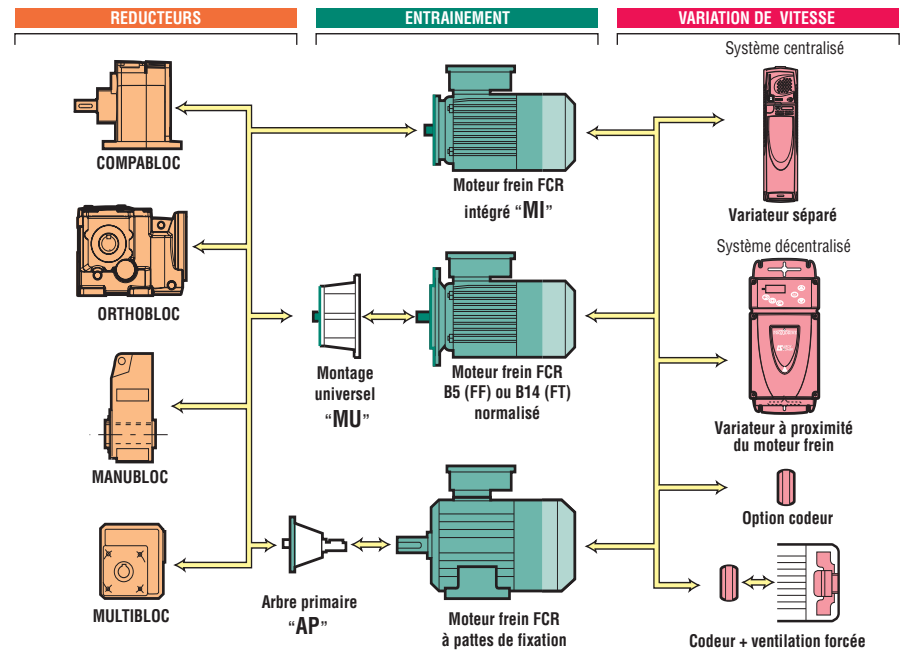 REDUCTEURS
ENTRAINEMENT
VARIATION DE VITESSE
COMPABLOC
ORTHOBLOC
MANUBLOC
MULTIBLOC
Moteur frein FCR
intégré “MI”
Montage
universel
“MU”
Moteur frein FCR
B5 (FF) ou B14 (FT)
normalisé
Arbre primaire
“AP”
Moteur frein FCR
à pattes de fixation
Système centralisé
Variateur séparé
Système décentralisé
Variateur à proximité
du moteur frein
Option codeur
Codeur + ventilation forcée